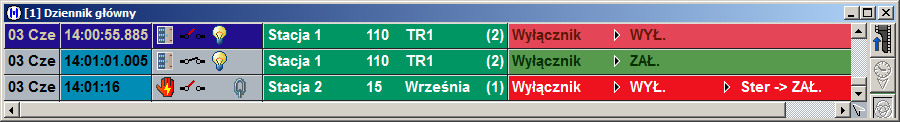 [1] Dziennik główny
03 Cze 14:00:55.885 Stacja 1 110 TR1 (2) Wyłącznik WYŁ.
03 Cze 14:01:01.005 Stacja 1 110 TR1 (2) Wyłącznik ZAŁ.
03 Cze 14:01:16 Stacja 2 15 Września (1) Wyłącznik WYŁ. Ster -> ZAŁ.